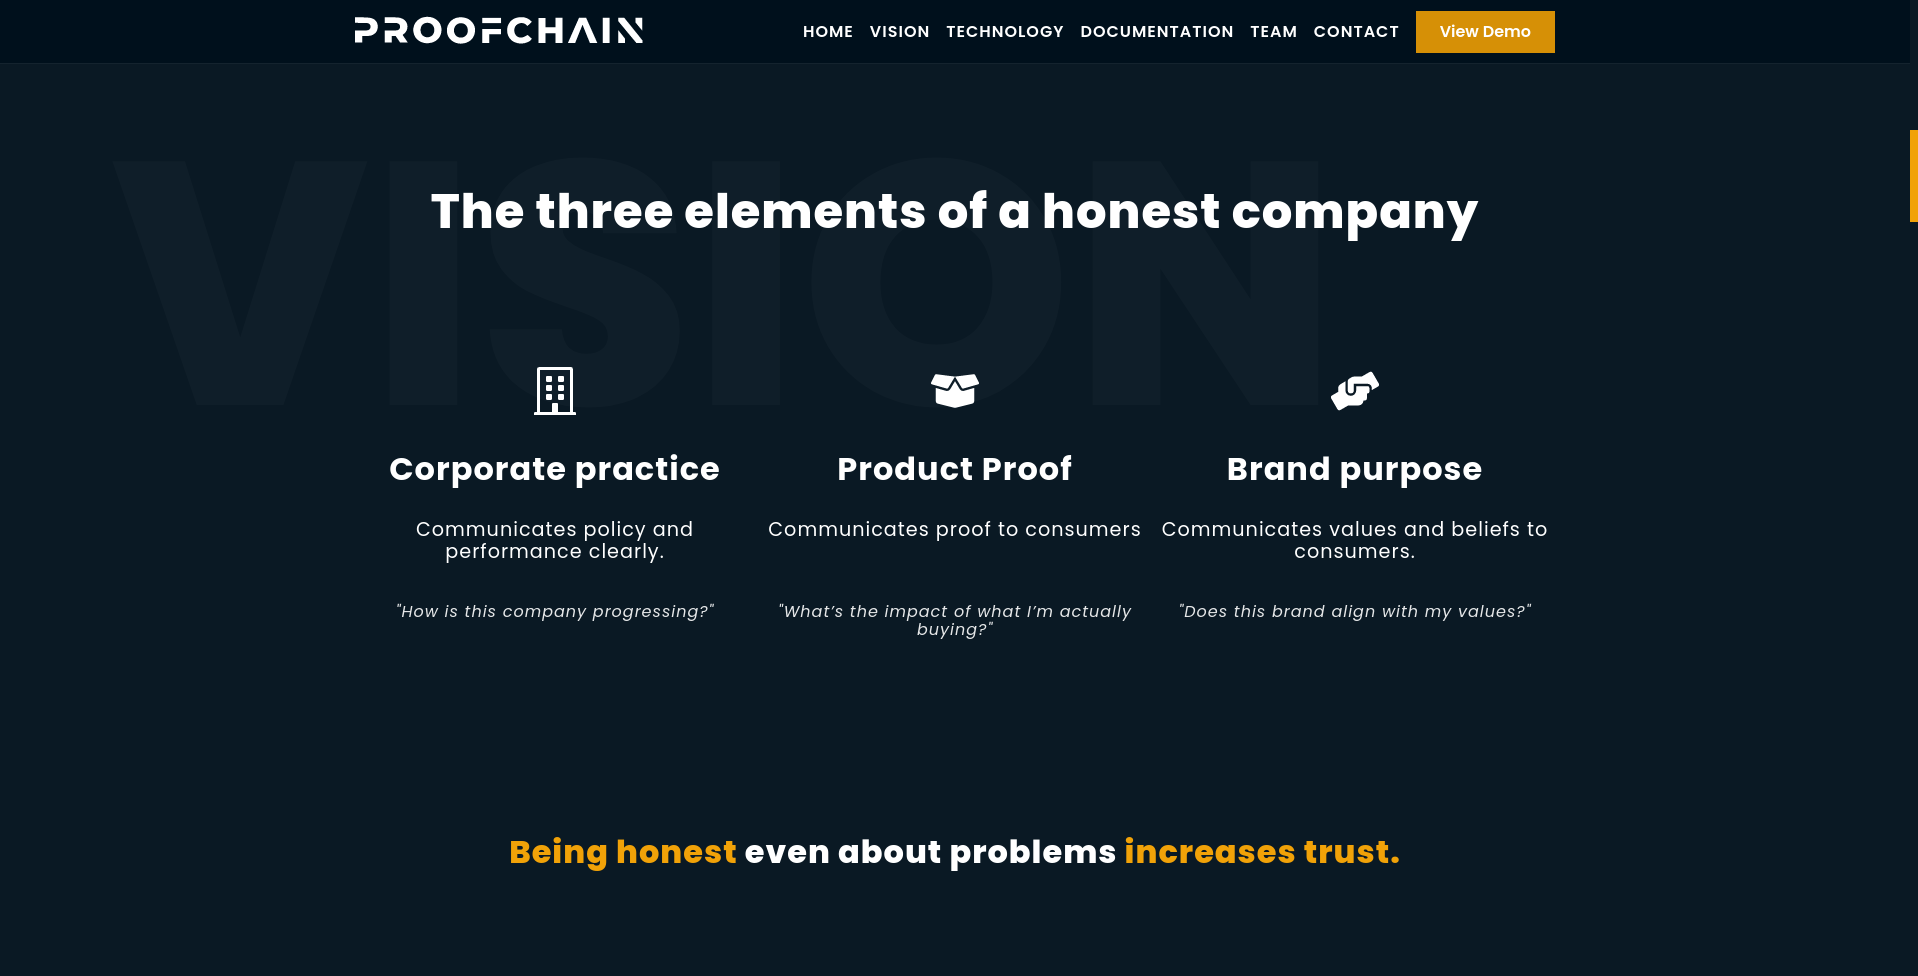 PROOFCHAIN
HOME VISION TECHNOLOGY DOCUMENTATION TEAM CONTACT View Demo
VISION
The three elements of a honest company
Corporate practice
Communicates policy and
performance clearly.
"How is this company progressing?"
Product Proof
Communicates proof to consumers
"What’s the impact of what I’m actually
buying?"
Brand purpose
Communicates values and beliefs to
consumers.
"Does this brand align with my values?"
Being honest even about problems increases trust.